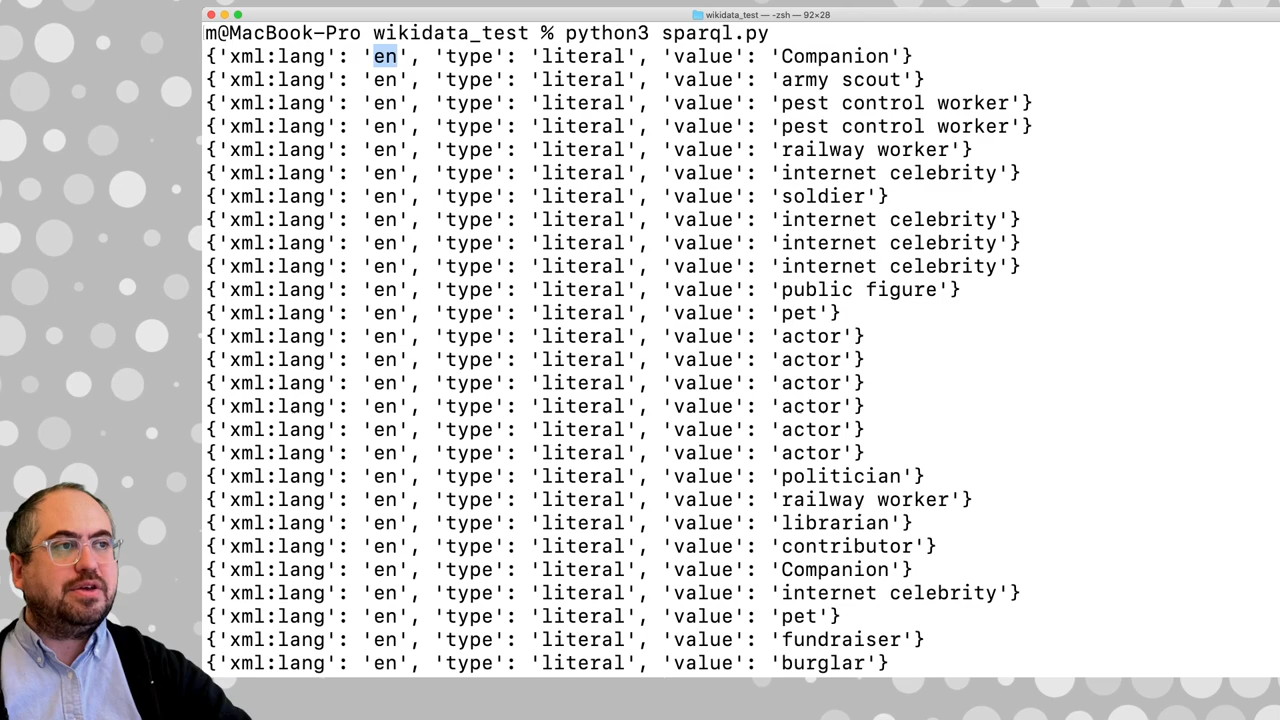 wikidata_test — -zsh — 92×28
m@MacBook-Pro wikidata_test % python3 sparql.py
{'xml:lang': 'en', 'type': 'literal', 'value': 'Companion'}
{'xml:lang': 'en', 'type': 'literal', 'value': 'army scout'}
{'xml:lang': 'en', 'type': 'literal', 'value': 'pest control worker'}
{'xml:lang': 'en', 'type': 'literal', 'value': 'pest control worker'}
{'xml:lang': 'en', 'type': 'literal', 'value': 'railway worker'}
{'xml:lang': 'en', 'type': 'literal', 'value': 'internet celebrity'}
{'xml:lang': 'en', 'type': 'literal', 'value': 'soldier'}
{'xml:lang': 'en', 'type': 'literal', 'value': 'internet celebrity'}
{'xml:lang': 'en', 'type': 'literal', 'value': 'internet celebrity'}
{'xml:lang': 'en', 'type': 'literal', 'value': 'internet celebrity'}
{'xml:lang': 'en', 'type': 'literal', 'value': 'public figure'}
{'xml:lang': 'en', 'type': 'literal', 'value': 'pet'}
{'xml:lang': 'en', 'type': 'literal', 'value': 'actor'}
{'xml:lang': 'en', 'type': 'literal', 'value': 'actor'}
{'xml:lang': 'en', 'type': 'literal', 'value': 'actor'}
{'xml:lang': 'en', 'type': 'literal', 'value': 'actor'}
{'xml:lang': 'en', 'type': 'literal', 'value': 'actor'}
{'xml:lang': 'en', 'type': 'literal', 'value': 'actor'}
{'xml:lang': 'en', 'type': 'literal', 'value': 'politician'}
{'xml:lang': 'en', 'type': 'literal', 'value': 'railway worker'}
{'xml:lang': 'en', 'type': 'literal', 'value': 'librarian'}
{'xml:lang': 'en', 'type': 'literal', 'value': 'contributor'}
{'xml:lang': 'en', 'type': 'literal', 'value': 'Companion'}
{'xml:lang': 'en', 'type': 'literal', 'value': 'internet celebrity'}
{'xml:lang': 'en', 'type': 'literal', 'value': 'pet'}
{'xml:lang': 'en', 'type': 'literal', 'value': 'fundraiser'}
{'xml:lang': 'en', 'type': 'literal', 'value': 'burglar'}